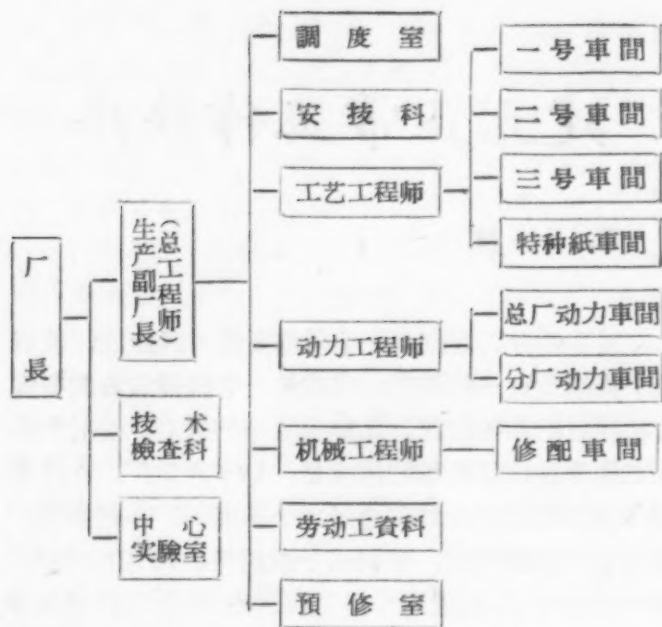 厂長
生产副厂長
（总工程师）
技术
檢查科
中心
实驗室
調度室
安技科
工艺工程师
动力工程师
机械工程师
劳动工資科
預修室
一号車間
二号車間
三号車間
特种紙車間
总厂动力車間
分厂动力車間
修配車間